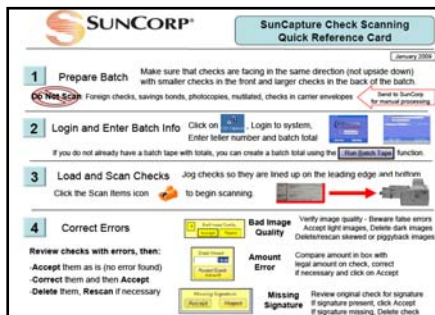 SUNCORP®
SunCapture Check Scanning
Quick Reference Card
January 2009
1 Prepare Batch
Make sure that checks are facing in the same direction (not upside down)
with smaller checks in the front and larger checks in the back of the batch.
Do Not Scan: Foreign checks, savings bonds, photocopies, mutilated, checks in carrier envelopes
Send to SunCorp
for manual processing
2 Login and Enter Batch Info
Click on , Login to system,
Enter teller number and batch total
If you do not already have a batch tape with totals, you can create a batch total using the Run Batch Tape function.
3 Load and Scan Checks
Jog checks so they are lined up on the leading edge and bottom
Click the Scan Items icon to begin scanning.
4 Correct Errors
Review checks with errors, then:
-Accept them as is (no error found)
-Correct them and then Accept
-Delete them, Rescan if necessary
Bad Image
Quality
Verify image quality - Beware false errors
Accept light images, Delete dark images
Delete/rescan skewed or piggyback images
Amount
Error
Compare amount in box with
legal amount on check, correct
if necessary and click on Accept
Missing Signature
Accept Reject
Missing
Signature
Review original check for signature
If signature present, click Accept
If signature missing, Delete check